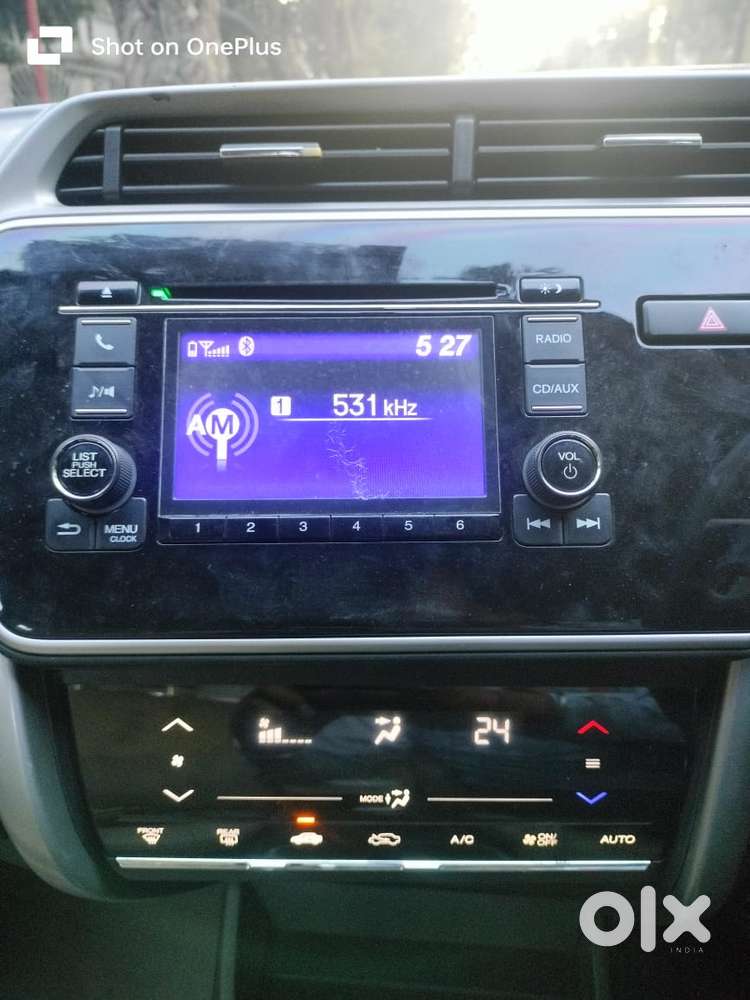 Shot on OnePlus
5 27
RADIO
CD/AUX
1 531 kHz
AM
LIST
PUSH
SELECT
VOL
MENU
CLOCK
1 2 3 4 5 6
24
MODE
FRONT
REAR
A/C
ON/
OFF
AUTO
olx
INDIA